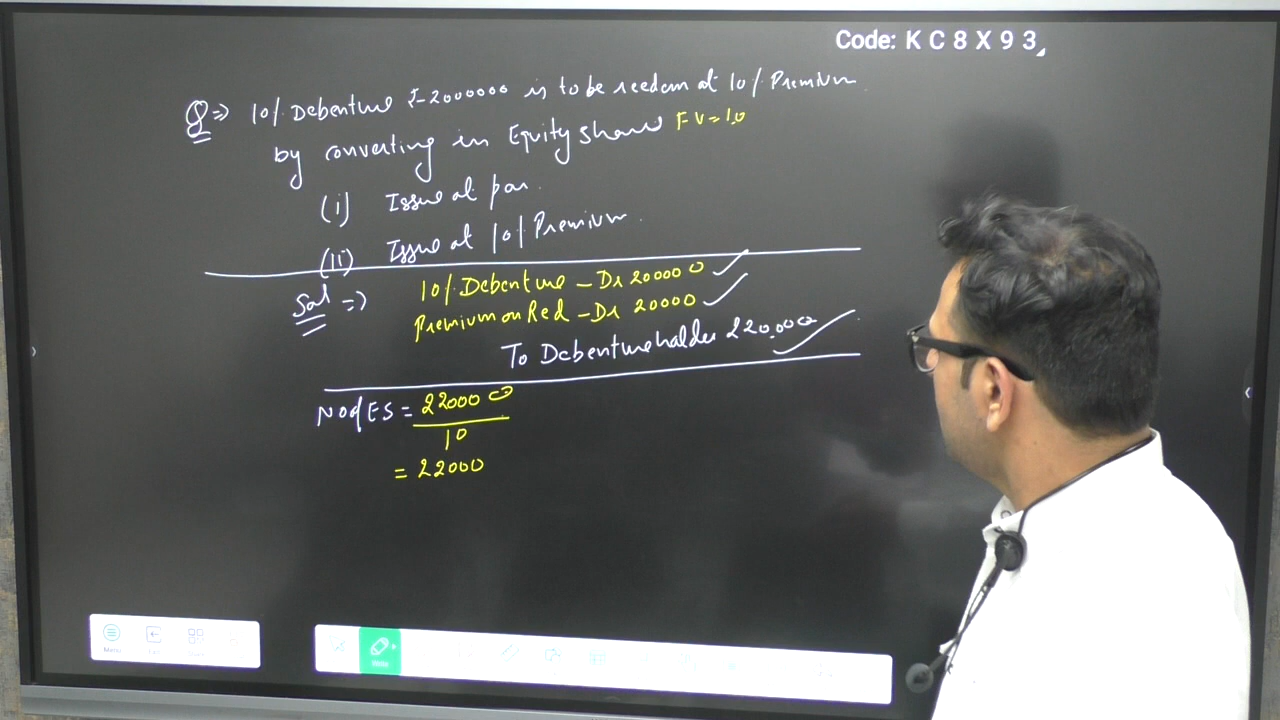 Code: K C 8 X 9 3
Q ⇒ 10% Debenture ₹-2000000 is to be reedem at 10% Premium.
by converting in Equity share FV=10
(i) Issue at par.
(ii) Issue at 10% Premium.
Sol ⇒ 10% Debenture - Dr 200000 ✓
Premium on Red - Dr 20000 ✓
To Debentureholder 220,000 ✓
No of ES = 220000
10
= 22000
Menu